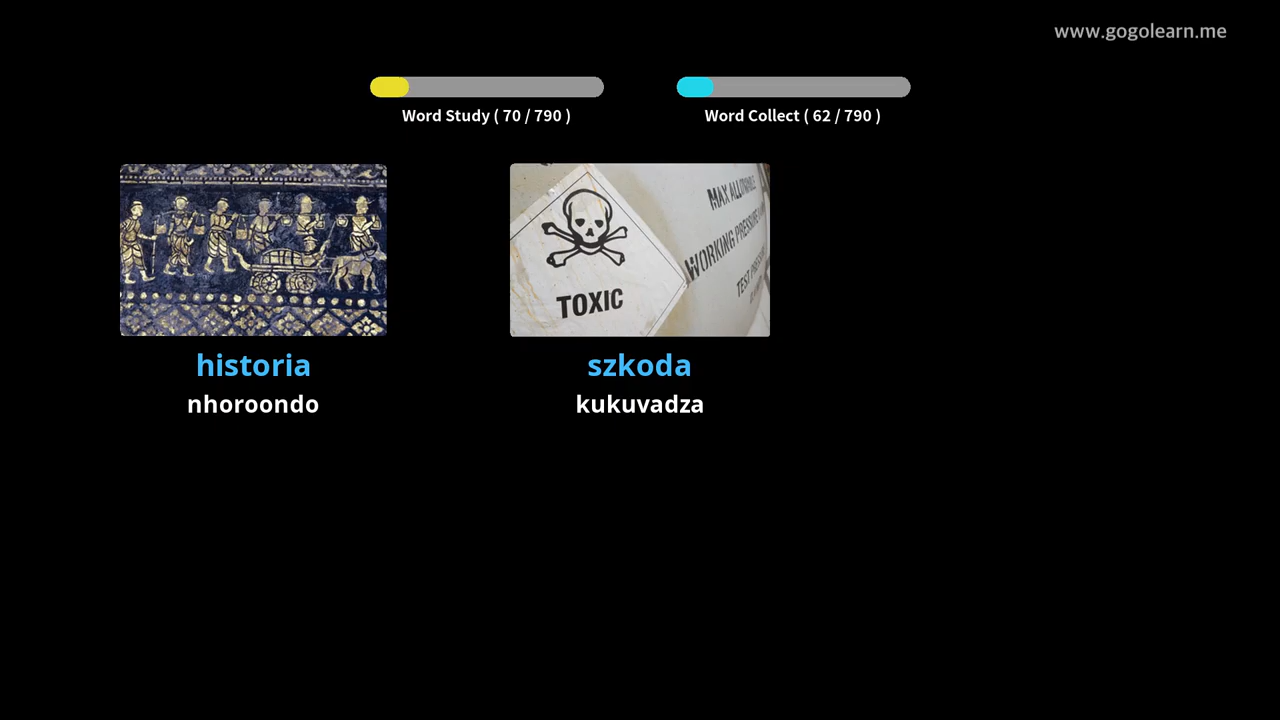 www.gogolearn.me
Word Study ( 70 / 790 )
Word Collect ( 62 / 790 )
TOXIC
MAX ALLOWABLE
WORKING PRESSURE
TEST
historia
szkoda
nhoroondo
kukuvadza